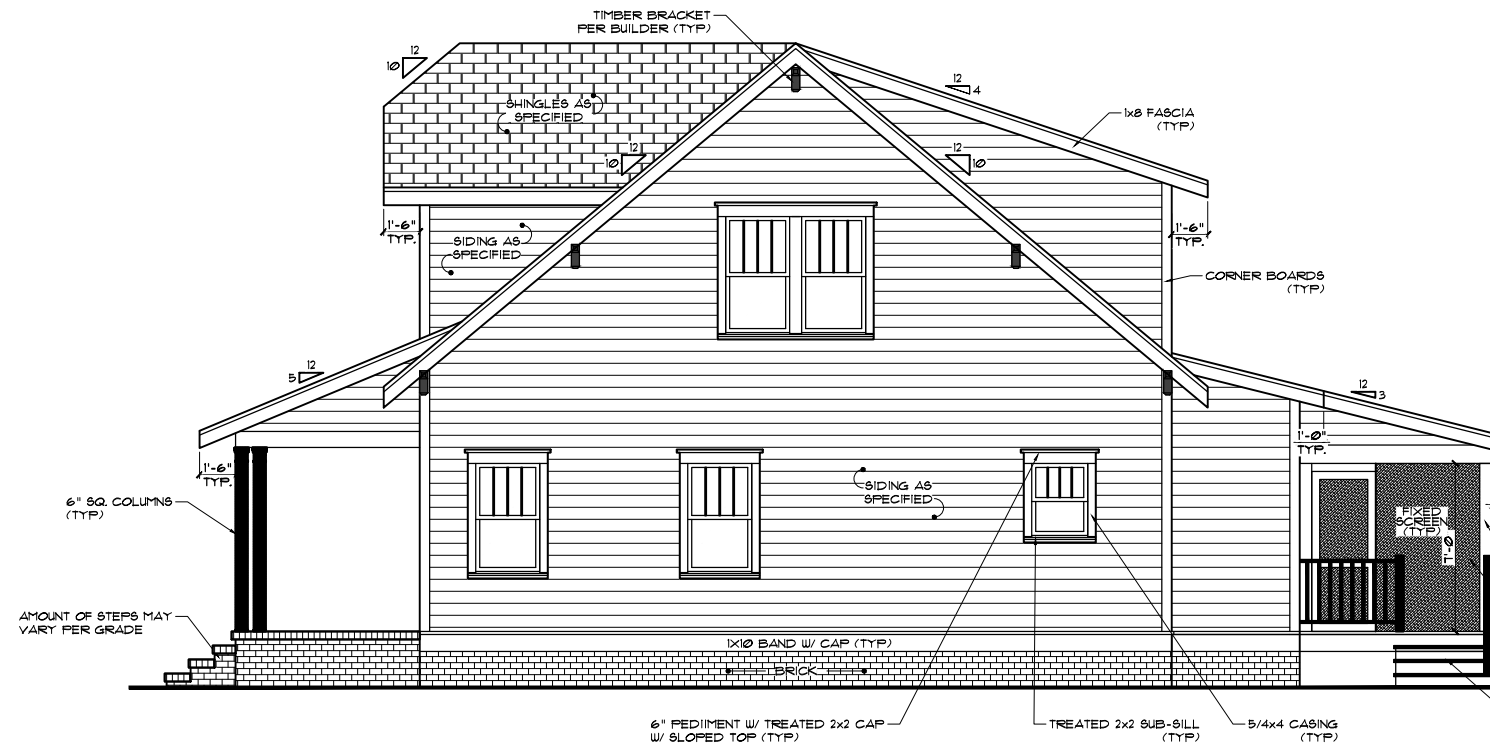 TIMBER BRACKET
PER BUILDER (TYP)
12
10
12
4
SHINGLES AS
SPECIFIED
1x8 FASCIA
(TYP)
12
10
12
10
1'-6"
TYP.
SIDING AS
SPECIFIED
1'-6"
TYP.
CORNER BOARDS
(TYP)
12
5
12
3
1'-0"
TYP.
1'-6"
TYP.
SIDING AS
SPECIFIED
6" SQ. COLUMNS
(TYP)
FIXED
SCREEN
(TYP)
7'-0
AMOUNT OF STEPS MAY
VARY PER GRADE
1X10 BAND W/ CAP (TYP)
BRICK
6" PEDIIMENT W/ TREATED 2x2 CAP
W/ SLOPED TOP (TYP)
TREATED 2x2 SUB-SILL
(TYP)
5/4x4 CASING
(TYP)